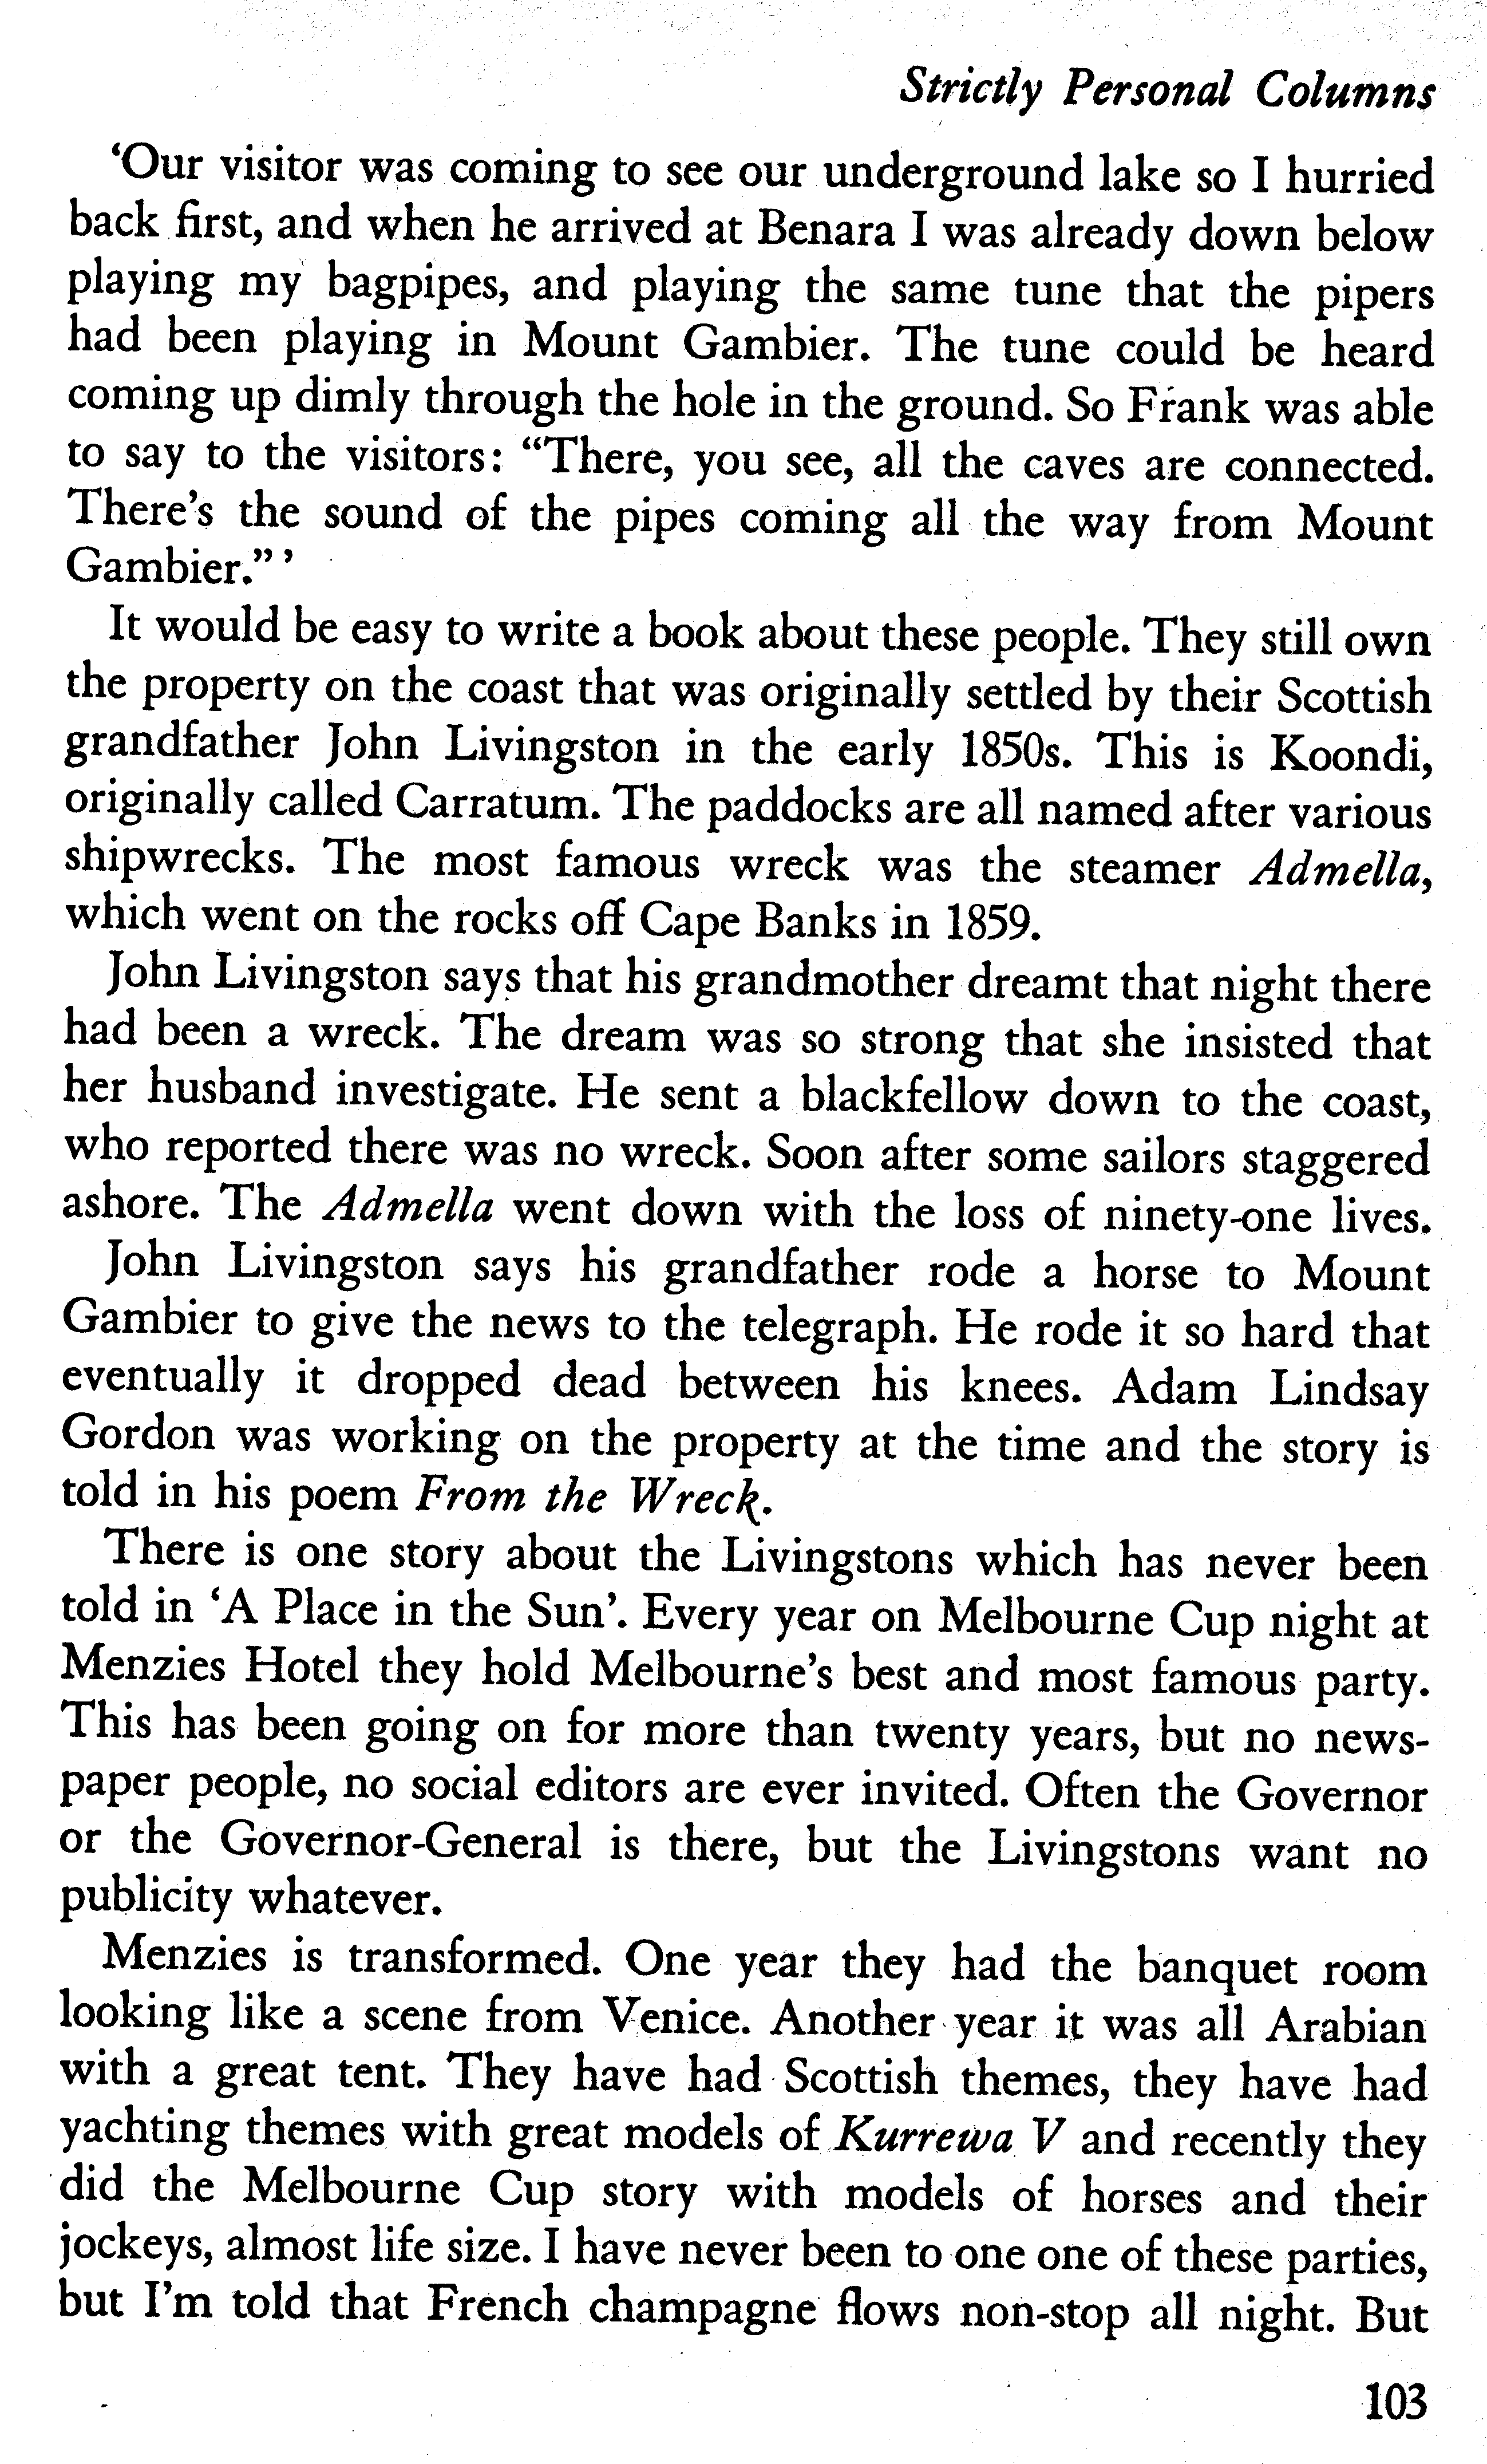 Strictly Personal Columns
‘Our visitor was coming to see our underground lake so I hurried
back first, and when he arrived at Benara I was already down below
playing my bagpipes, and playing the same tune that the pipers
had been playing in Mount Gambier. The tune could be heard
coming up dimly through the hole in the ground. So Frank was able
to say to the visitors: “There, you see, all the caves are connected.
There’s the sound of the pipes coming all the way from Mount
Gambier.” ’
It would be easy to write a book about these people. They still own
the property on the coast that was originally settled by their Scottish
grandfather John Livingston in the early 1850s. This is Koondi,
originally called Carratum. The paddocks are all named after various
shipwrecks. The most famous wreck was the steamer Admella,
which went on the rocks off Cape Banks in 1859.
John Livingston says that his grandmother dreamt that night there
had been a wreck. The dream was so strong that she insisted that
her husband investigate. He sent a blackfellow down to the coast,
who reported there was no wreck. Soon after some sailors staggered
ashore. The Admella went down with the loss of ninety-one lives.
John Livingston says his grandfather rode a horse to Mount
Gambier to give the news to the telegraph. He rode it so hard that
eventually it dropped dead between his knees. Adam Lindsay
Gordon was working on the property at the time and the story is
told in his poem From the Wreck.
There is one story about the Livingstons which has never been
told in ‘A Place in the Sun’. Every year on Melbourne Cup night at
Menzies Hotel they hold Melbourne’s best and most famous party.
This has been going on for more than twenty years, but no news-
paper people, no social editors are ever invited. Often the Governor
or the Governor-General is there, but the Livingstons want no
publicity whatever.
Menzies is transformed. One year they had the banquet room
looking like a scene from Venice. Another year it was all Arabian
with a great tent. They have had Scottish themes, they have had
yachting themes with great models of Kurrewa V and recently they
did the Melbourne Cup story with models of horses and their
jockeys, almost life size. I have never been to one one of these parties,
but I’m told that French champagne flows non-stop all night. But
103